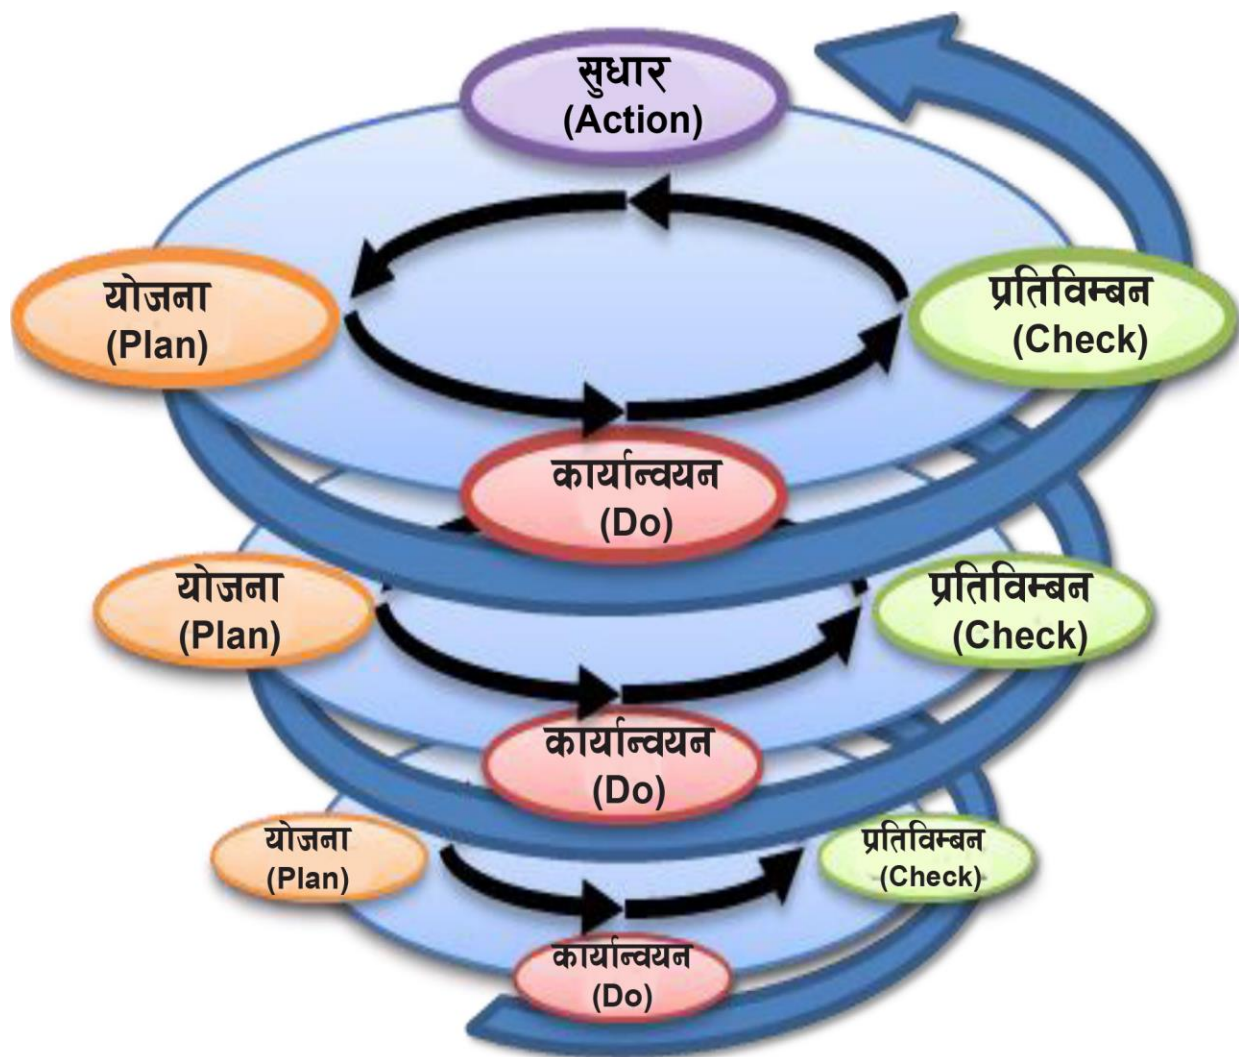 सुधार
(Action)
योजना
(Plan)
प्रतिविम्बन
(Check)
कार्यान्वयन
(Do)
योजना
(Plan)
प्रतिविम्बन
(Check)
कार्यान्वयन
(Do)
योजना
(Plan)
प्रतिविम्बन
(Check)
कार्यान्वयन
(Do)